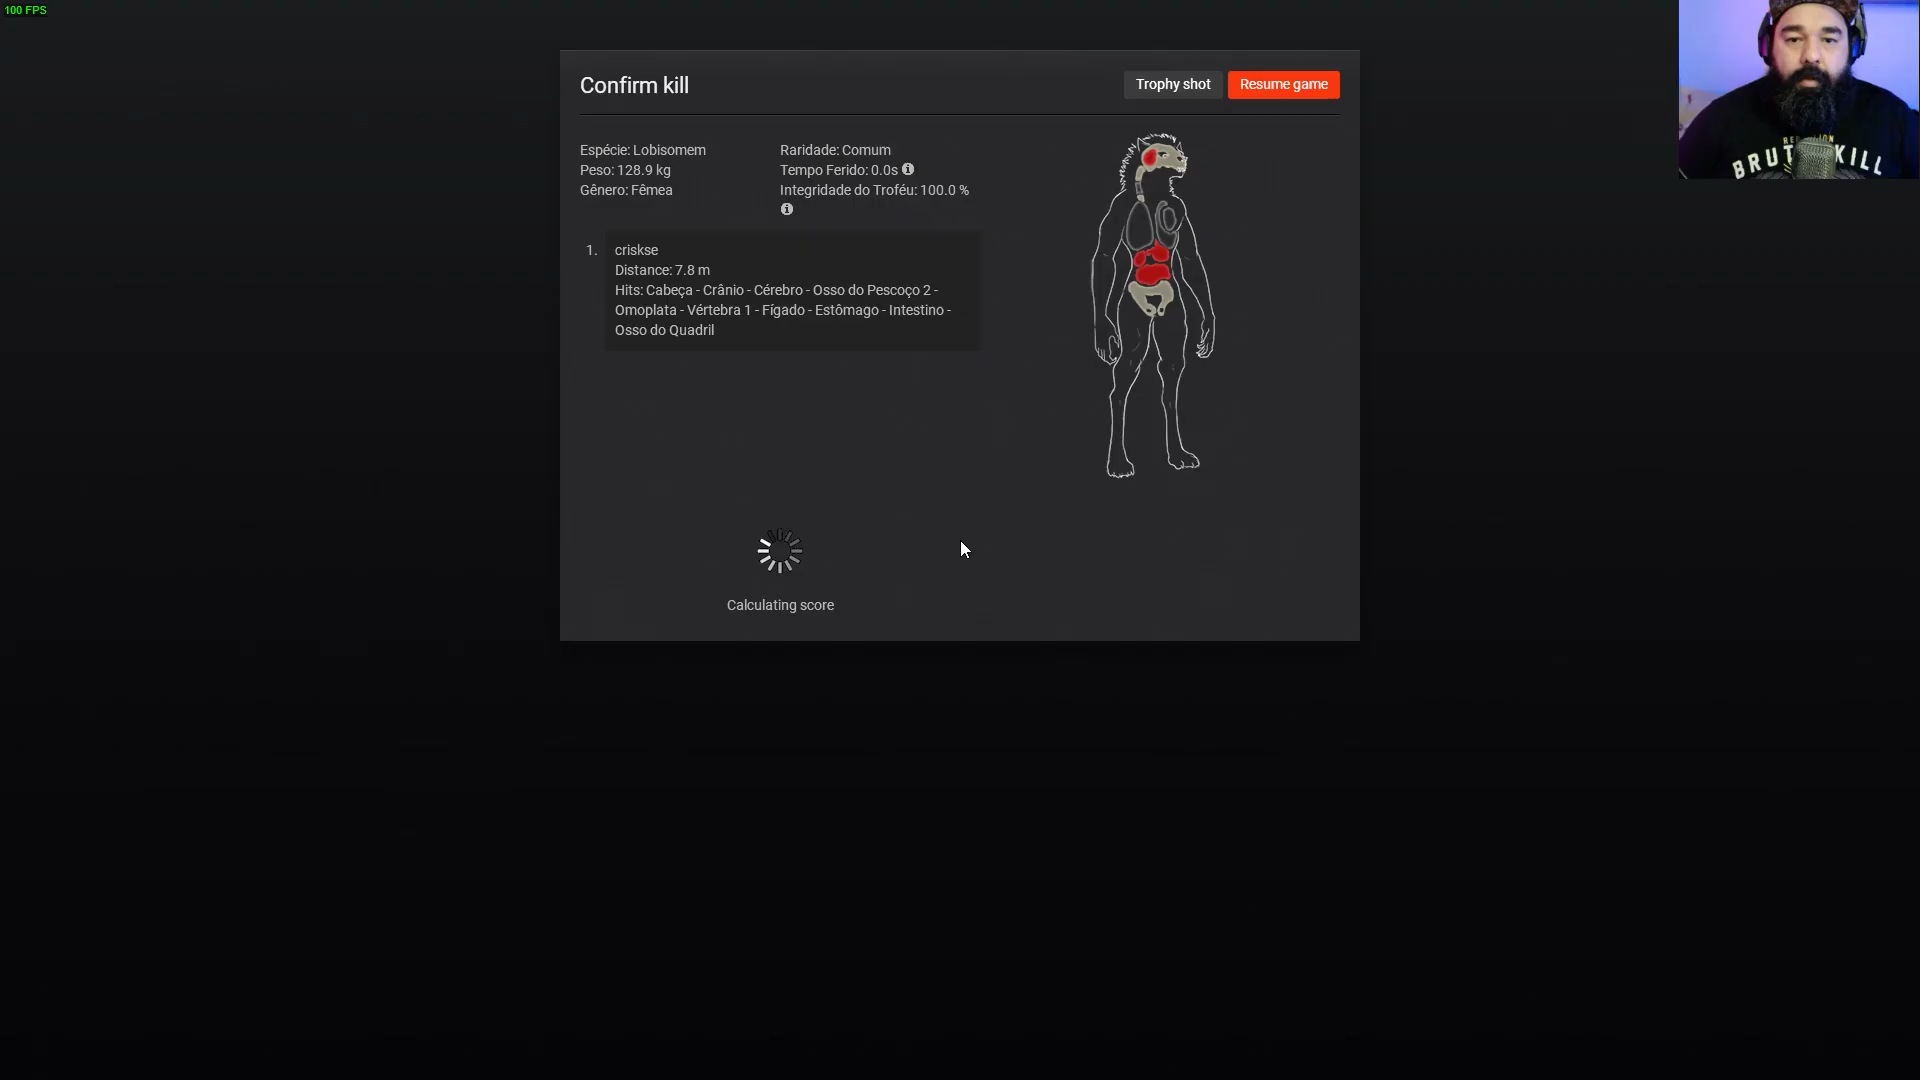 100 FPS
Confirm kill
Trophy shot
Resume game
Espécie: Lobisomem
Peso: 128.9 kg
Gênero: Fêmea
Raridade: Comum
Tempo Ferido: 0.0s
Integridade do Troféu: 100.0 %
1.
criskse
Distance: 7.8 m
Hits: Cabeça - Crânio - Cérebro - Osso do Pescoço 2 -
Omoplata - Vértebra 1 - Fígado - Estômago - Intestino -
Osso do Quadril
Calculating score